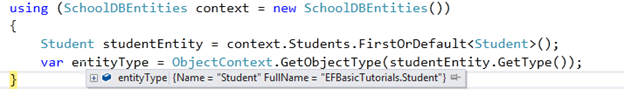 using (SchoolDBEntities context = new SchoolDBEntities())
{
Student studentEntity = context.Students.FirstOrDefault<Student>();
var entityType = ObjectContext.GetObjectType(studentEntity.GetType());
entityType {Name = "Student" FullName = "EFBasicTutorials.Student"}
}